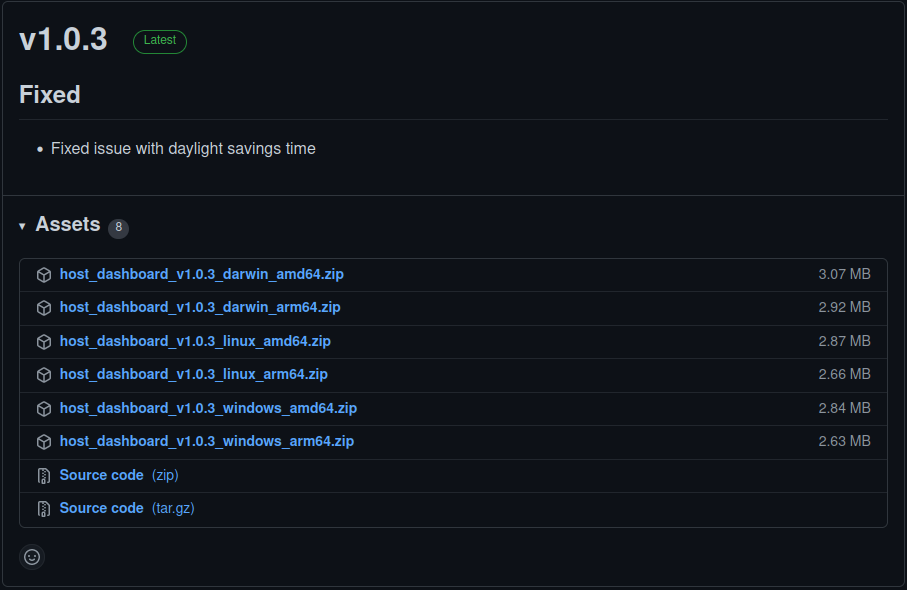 v1.0.3 Latest
Fixed
• Fixed issue with daylight savings time
▾ Assets 8
host_dashboard_v1.0.3_darwin_amd64.zip 3.07 MB
host_dashboard_v1.0.3_darwin_arm64.zip 2.92 MB
host_dashboard_v1.0.3_linux_amd64.zip 2.87 MB
host_dashboard_v1.0.3_linux_arm64.zip 2.66 MB
host_dashboard_v1.0.3_windows_amd64.zip 2.84 MB
host_dashboard_v1.0.3_windows_arm64.zip 2.63 MB
Source code (zip)
Source code (tar.gz)